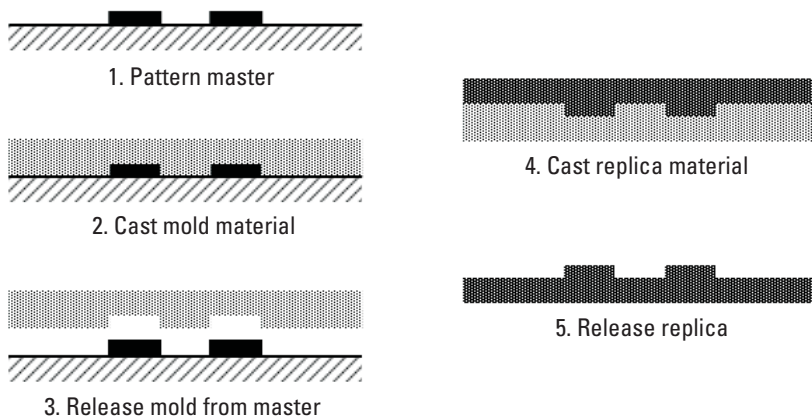 1. Pattern master
2. Cast mold material
3. Release mold from master
4. Cast replica material
5. Release replica